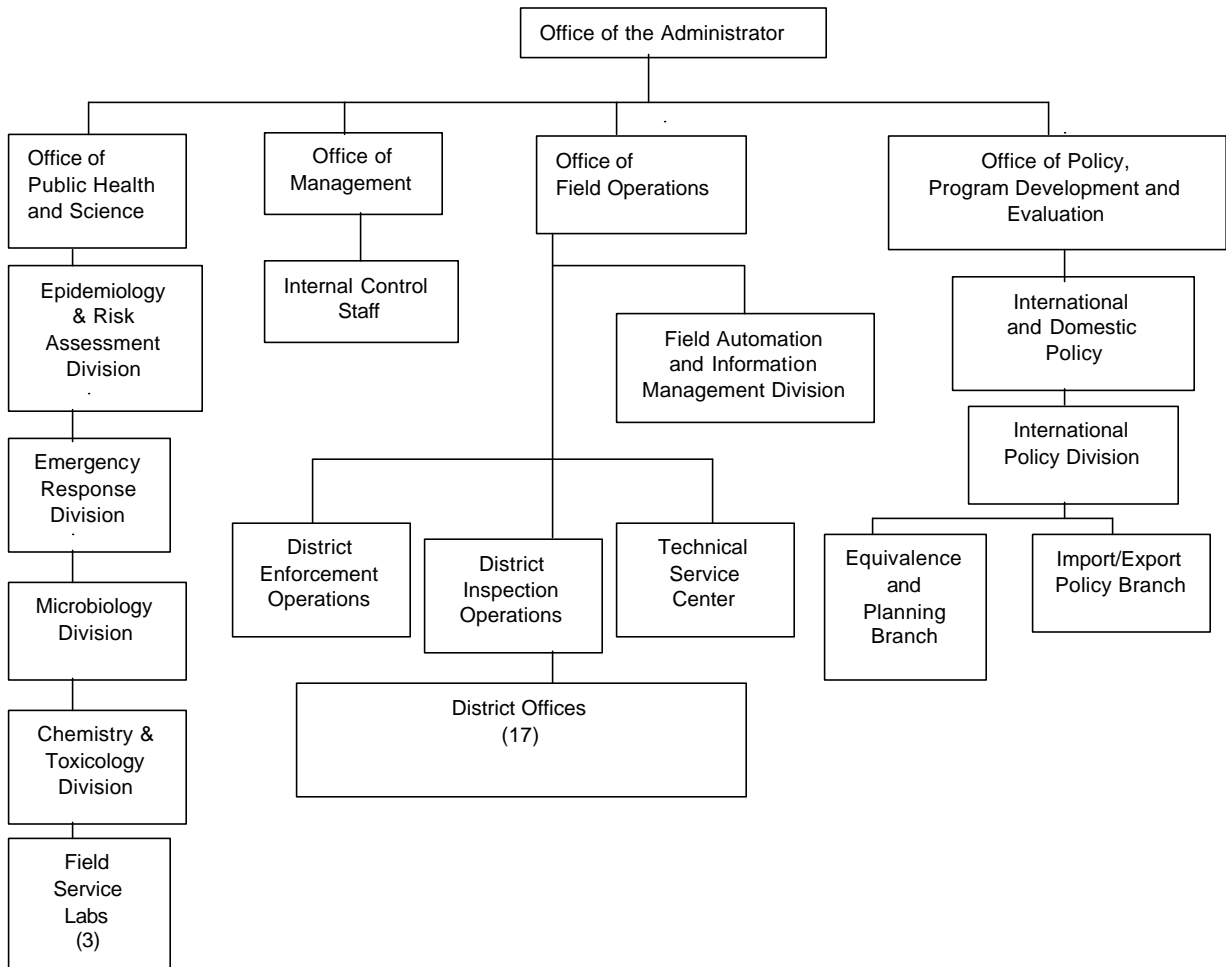 Office of the Administrator
Office of
Public Health
and Science
Office of
Management
Office of
Field Operations
Office of Policy,
Program Development and
Evaluation
Epidemiology
& Risk
Assessment
Division
Internal Control
Staff
Field Automation
and Information
Management Division
International
and Domestic
Policy
Emergency
Response
Division
International
Policy Division
District
Enforcement
Operations
District
Inspection
Operations
Technical
Service
Center
Equivalence
and
Planning
Branch
Import/Export
Policy Branch
Microbiology
Division
District Offices
(17)
Chemistry &
Toxicology
Division
Field
Service
Labs
(3)